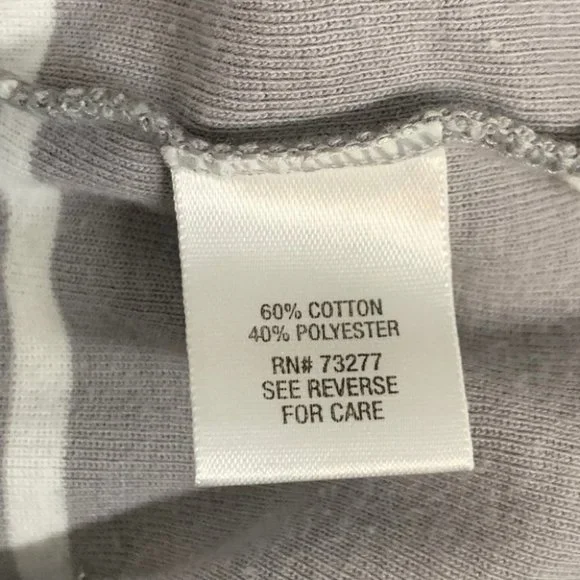 60% COTTON
40% POLYESTER
RN# 73277
SEE REVERSE
FOR CARE